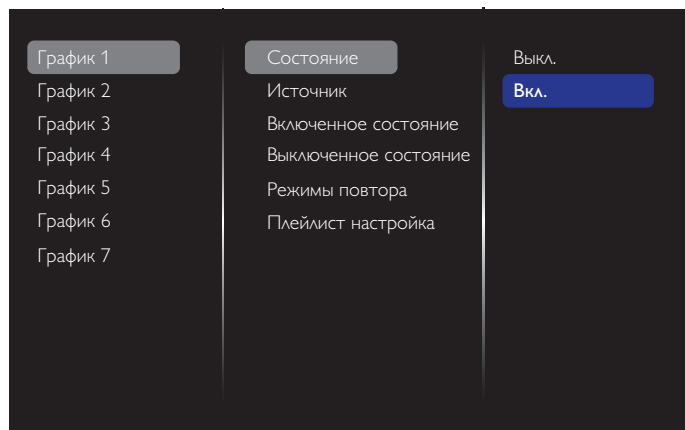 График 1
График 2
График 3
График 4
График 5
График 6
График 7
Состояние
Источник
Включенное состояние
Выключенное состояние
Режимы повтора
Плейлист настройка
Выкл.
Вкл.